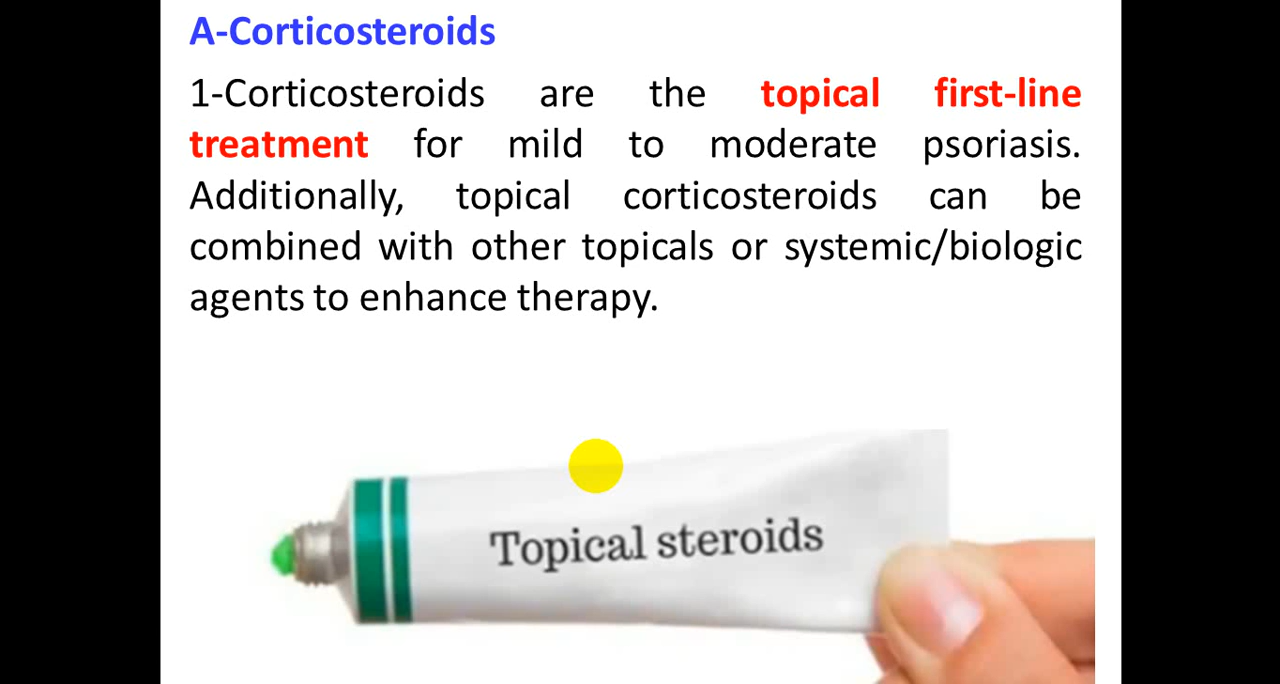 A-Corticosteroids
1-Corticosteroids are the topical first-line
treatment for mild to moderate psoriasis.
Additionally, topical corticosteroids can be
combined with other topicals or systemic/biologic
agents to enhance therapy.
Topical steroids